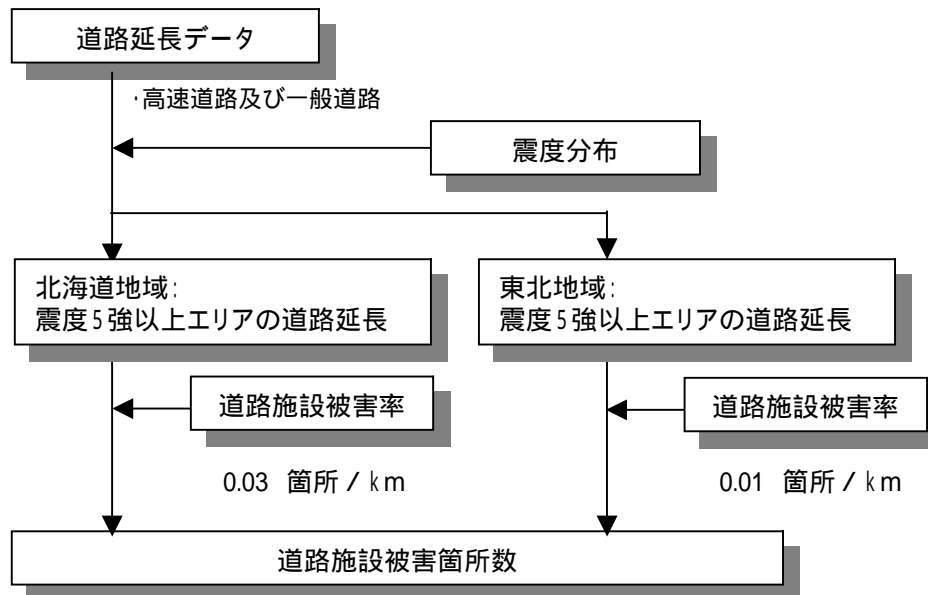 道路延長データ
・高速道路及び一般道路
震度分布
北海道地域:
震度5強以上エリアの道路延長
東北地域:
震度5強以上エリアの道路延長
道路施設被害率
道路施設被害率
0.03 箇所/km
0.01 箇所/km
道路施設被害箇所数